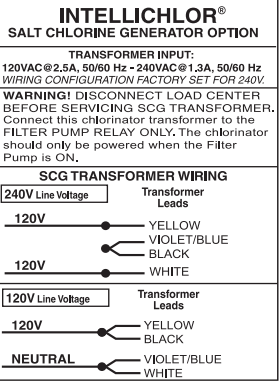 INTELLICHLOR®
SALT CHLORINE GENERATOR OPTION
TRANSFORMER INPUT:
120VAC@2.5A, 50/60 Hz - 240VAC@1.3A, 50/60 Hz
WIRING CONFIGURATION FACTORY SET FOR 240V.
WARNING! DISCONNECT LOAD CENTER
BEFORE SERVICING SCG TRANSFORMER.
Connect this chlorinator transformer to the
FILTER PUMP RELAY ONLY. The chlorinator
should only be powered when the Filter
Pump is ON.
SCG TRANSFORMER WIRING
240V Line Voltage
Transformer
Leads
120V
YELLOW
VIOLET/BLUE
BLACK
120V
WHITE
120V Line Voltage
Transformer
Leads
120V
YELLOW
BLACK
NEUTRAL
VIOLET/BLUE
WHITE